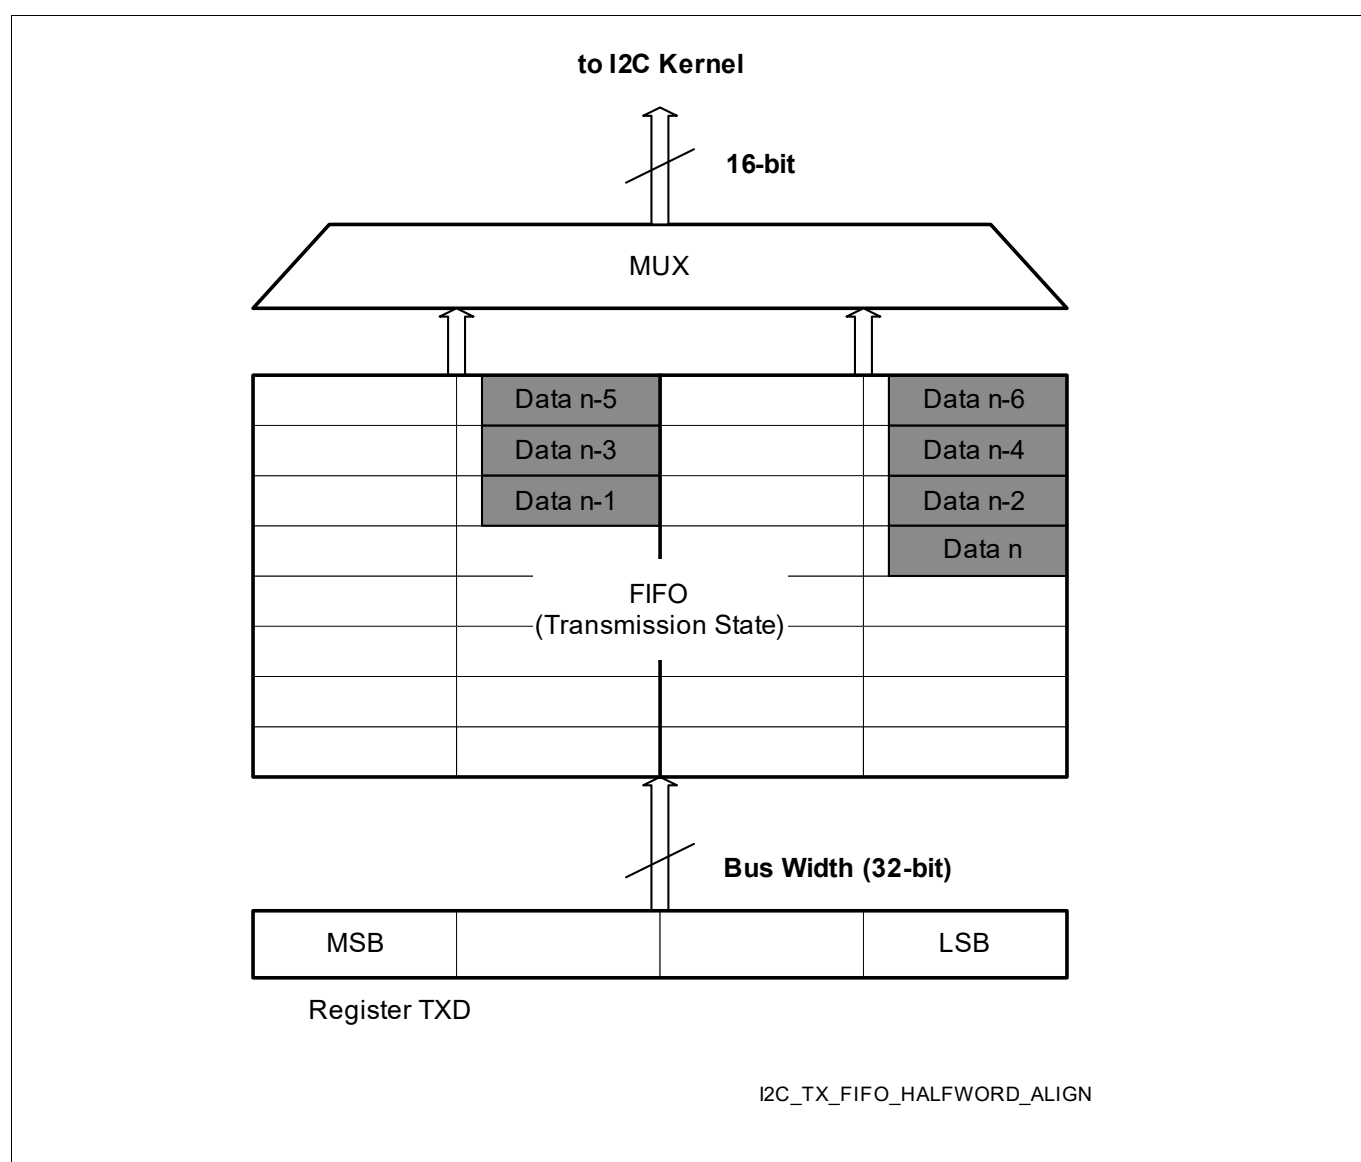 to I2C Kernel
16-bit
MUX
Data n-5 Data n-6
Data n-3 Data n-4
Data n-1 Data n-2
Data n
FIFO
(Transmission State)
Bus Width (32-bit)
MSB LSB
Register TXD
I2C_TX_FIFO_HALFWORD_ALIGN